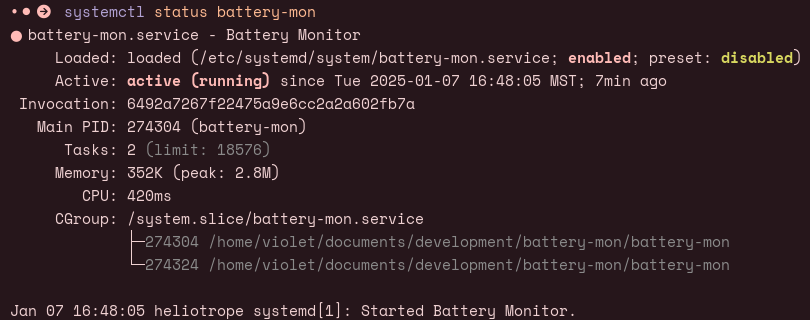 systemctl status battery-mon
battery-mon.service - Battery Monitor
Loaded: loaded (/etc/systemd/system/battery-mon.service; enabled; preset: disabled)
Active: active (running) since Tue 2025-01-07 16:48:05 MST; 7min ago
Invocation: 6492a7267f22475a9e6cc2a2a602fb7a
Main PID: 274304 (battery-mon)
Tasks: 2 (limit: 18576)
Memory: 352K (peak: 2.8M)
CPU: 420ms
CGroup: /system.slice/battery-mon.service
├─274304 /home/violet/documents/development/battery-mon/battery-mon
└─274324 /home/violet/documents/development/battery-mon/battery-mon
Jan 07 16:48:05 heliotrope systemd[1]: Started Battery Monitor.